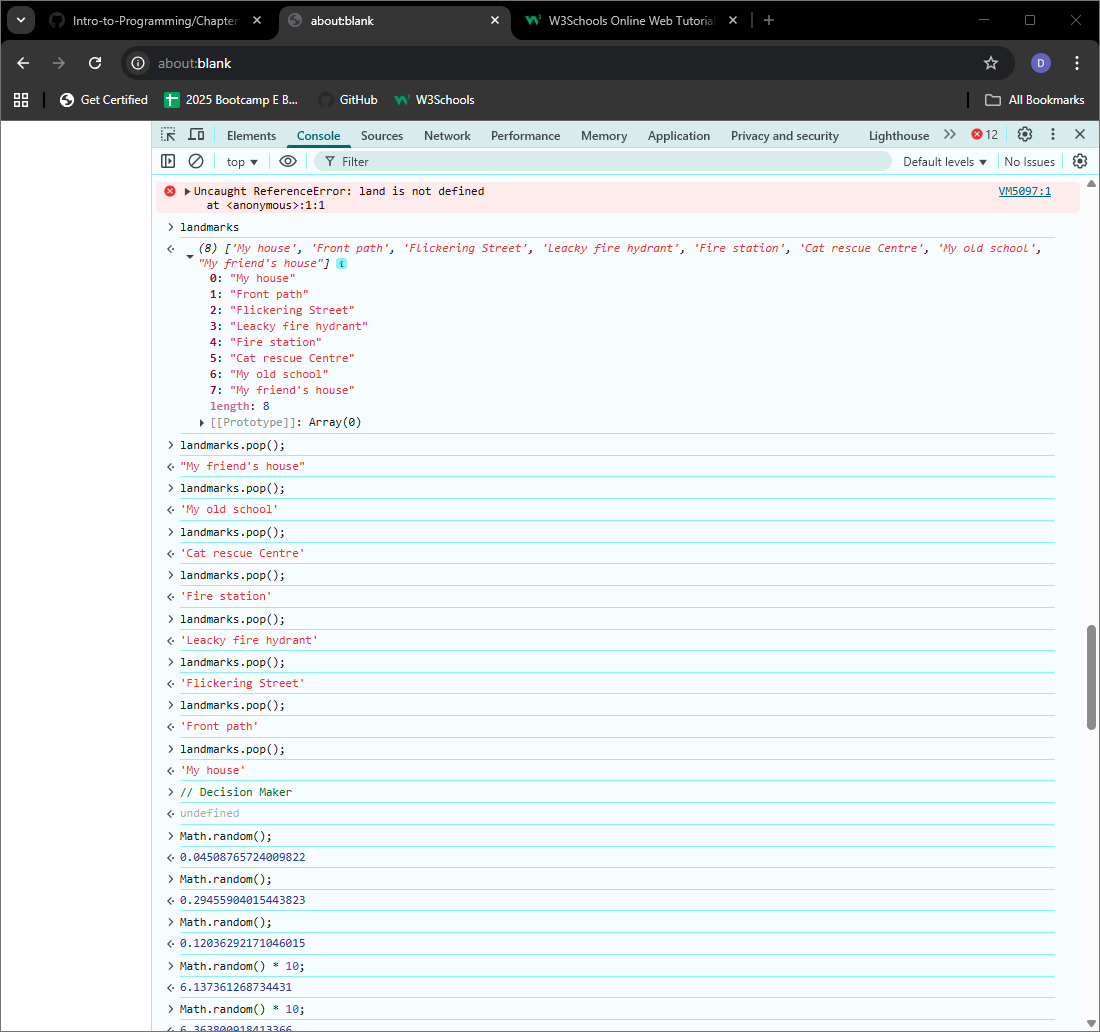 Intro-to-Programming/Chapter
about:blank
W3Schools Online Web Tutorial
about:blank
D
Get Certified
2025 Bootcamp E B...
GitHub
W3Schools
All Bookmarks
Elements Console Sources Network Performance Memory Application Privacy and security Lighthouse 12
top Filter Default levels No Issues
Uncaught ReferenceError: land is not defined VM5097:1
at <anonymous>:1:1
> landmarks
(8) ['My house', 'Front path', 'Flickering Street', 'Leacky fire hydrant', 'Fire station', 'Cat rescue Centre', 'My old school',
"My friend's house"] i
0: "My house"
1: "Front path"
2: "Flickering Street"
3: "Leacky fire hydrant"
4: "Fire station"
5: "Cat rescue Centre"
6: "My old school"
7: "My friend's house"
length: 8
[[Prototype]]: Array(0)
> landmarks.pop();
"My friend's house"
> landmarks.pop();
'My old school'
> landmarks.pop();
'Cat rescue Centre'
> landmarks.pop();
'Fire station'
> landmarks.pop();
'Leacky fire hydrant'
> landmarks.pop();
'Flickering Street'
> landmarks.pop();
'Front path'
> landmarks.pop();
'My house'
> // Decision Maker
undefined
> Math.random();
0.04508765724009822
> Math.random();
0.29455904015443823
> Math.random();
0.12036292171046015
> Math.random() * 10;
6.137361268734431
> Math.random() * 10;
6.363800918413366